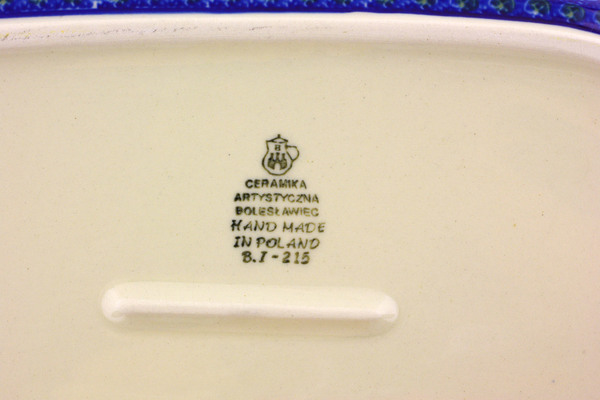 CERAMIKA
ARTYSTYCZNA
BOLESŁAWIEC
HAND MADE
IN POLAND
B.I-215